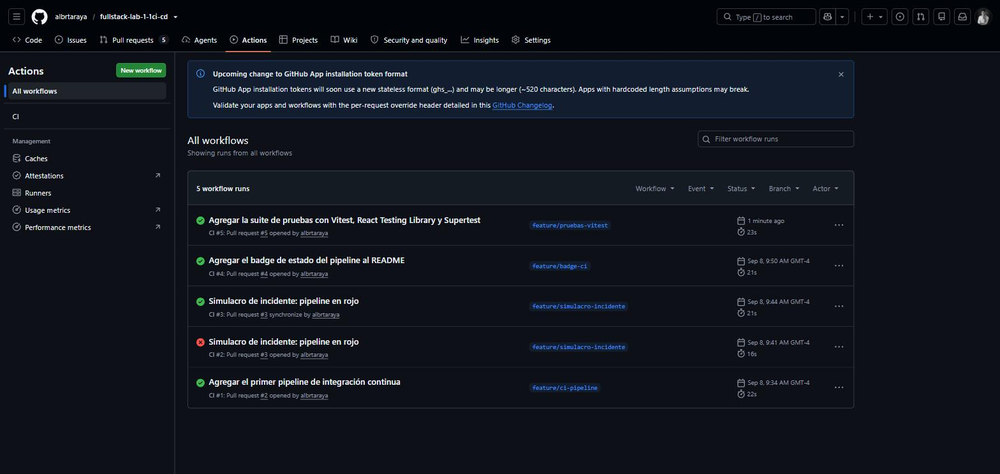 albrtaraya / fullstack-lab-1-1ci-cd
Type / to search
Code Issues Pull requests 5 Agents Actions Projects Wiki Security and quality Insights Settings
Actions
New workflow
All workflows
CI
Management
Caches
Attestations
Runners
Usage metrics
Performance metrics
Upcoming change to GitHub App installation token format
GitHub App installation tokens will soon use a new stateless format (ghs_...) and may be longer (~520 characters). Apps with hardcoded length assumptions may break.
Validate your apps and workflows with the per-request override header detailed in this GitHub Changelog.
All workflows
Showing runs from all workflows
Filter workflow runs
5 workflow runs
Workflow Event Status Branch Actor
Agregar la suite de pruebas con Vitest, React Testing Library y Supertest
CI #5: Pull request #5 opened by albrtaraya
feature/pruebas-vitest
1 minute ago
23s
Agregar el badge de estado del pipeline al README
CI #4: Pull request #4 opened by albrtaraya
feature/badge-ci
Sep 8, 9:50 AM GMT-4
21s
Simulacro de incidente: pipeline en rojo
CI #3: Pull request #3 synchronize by albrtaraya
feature/simulacro-incidente
Sep 8, 9:44 AM GMT-4
21s
Simulacro de incidente: pipeline en rojo
CI #2: Pull request #3 opened by albrtaraya
feature/simulacro-incidente
Sep 8, 9:41 AM GMT-4
16s
Agregar el primer pipeline de integración continua
CI #1: Pull request #2 opened by albrtaraya
feature/ci-pipeline
Sep 8, 9:34 AM GMT-4
22s